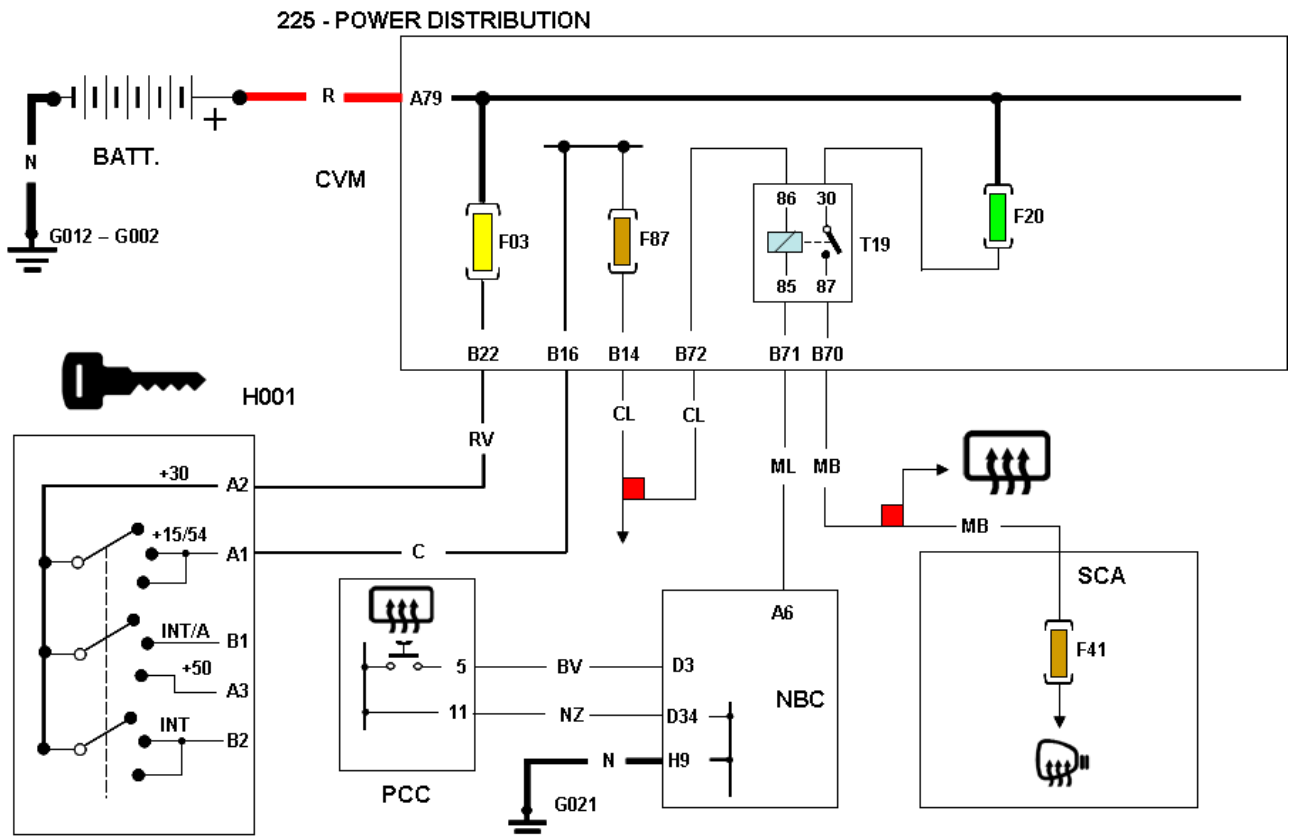 225 - POWER DISTRIBUTION
R
A79
+
BATT.
N
CVM
G012 – G002
F03
F87
86 30
T19
85 87
F20
B22 B16 B14 B72 B71 B70
H001
CL CL
RV
ML MB
MB
+30
A2
+15/54
A1
C
SCA
A6
INT/A
B1
+50
A3
INT
B2
5
BV
D3
11
NZ
D34
NBC
N
H9
PCC
G021
F41